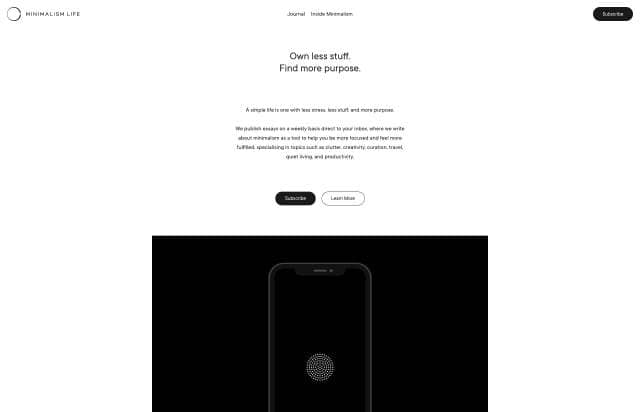 MINIMALISM LIFE
Journal
Inside Minimalism
Subscribe
Own less stuff.
Find more purpose.
A simple life is one with less stress, less stuff, and more purpose.
We publish essays on a weekly basis direct to your inbox, where we write
about minimalism as a tool to help you be more focused and feel more
fulfilled, specialising in topics such as clutter, creativity, curation, travel,
quiet living, and productivity.
Subscribe
Learn More